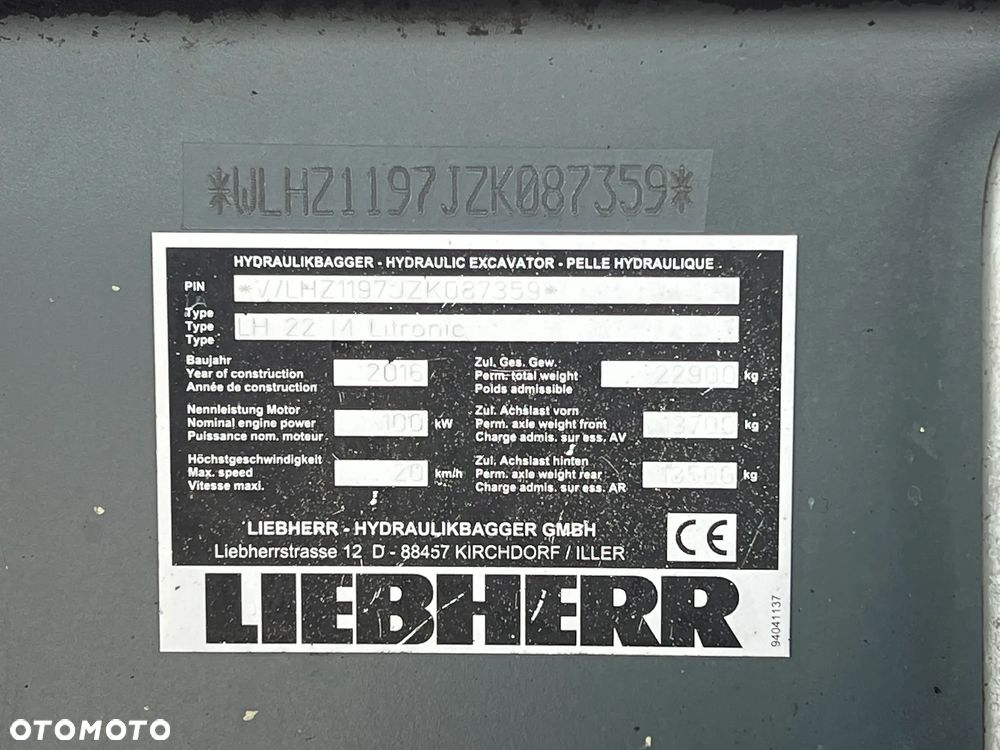 *WLHZ1197JZK087359*
HYDRAULIKBAGGER - HYDRAULIC EXCAVATOR - PELLE HYDRAULIQUE
PIN *WLHZ1197JZK087359*
Type
Type LH 22 M Litronic
Type
Baujahr
Year of construction 2016
Année de construction
Zul. Ges. Gew.
Perm. total weight 22900 kg
Poids admissible
Nennleistung Motor
Nominal engine power 100 kW
Puissance nom. moteur
Zul. Achslast vorn
Perm. axle weight front 13700 kg
Charge admis. sur ess. AV
Höchstgeschwindigkeit
Max. speed 20 km/h
Vitesse maxi.
Zul. Achslast hinten
Perm. axle weight rear 13500 kg
Charge admis. sur ess. AR
LIEBHERR - HYDRAULIKBAGGER GMBH
Liebherrstrasse 12 D - 88457 KIRCHDORF / ILLER
CE
LIEBHERR
94041137
OTOMOTO